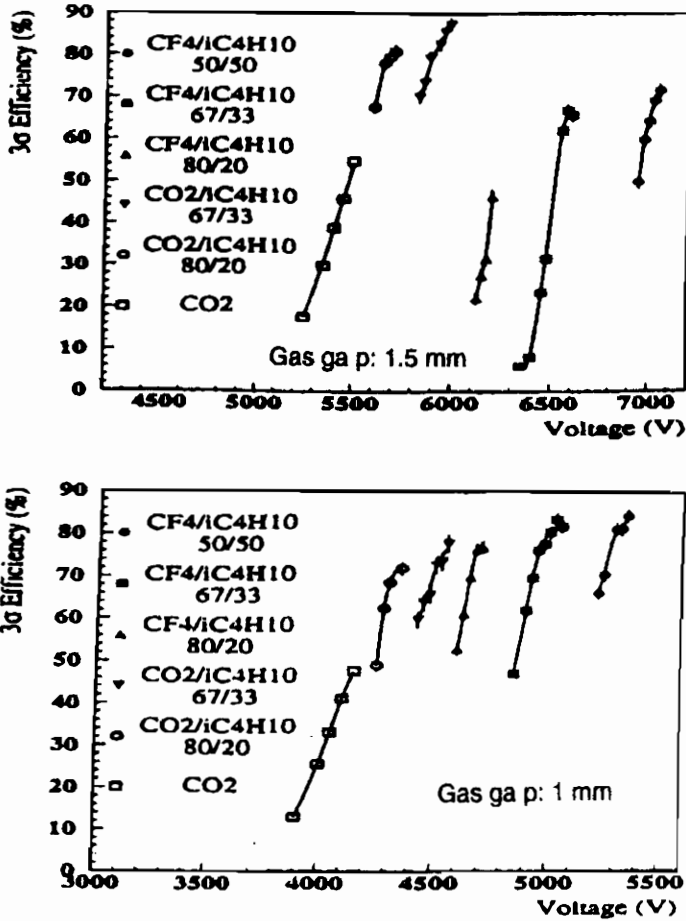 90
80
70
60
50
40
30
20
10
0
3σ Efficiency (%)
CF4/iC4H10
50/50
CF4/iC4H10
67/33
CF4/iC4H10
80/20
CO2/iC4H10
67/33
CO2/iC4H10
80/20
CO2
Gas ga p: 1.5 mm
4500 5000 5500 6000 6500 7000
Voltage (V)
90
80
70
60
50
40
30
20
10
0
3σ Efficiency (%)
CF4/iC4H10
50/50
CF4/iC4H10
67/33
CF4/iC4H10
80/20
CO2/iC4H10
67/33
CO2/iC4H10
80/20
CO2
Gas ga p: 1 mm
3000 3500 4000 4500 5000 5500
Voltage (V)